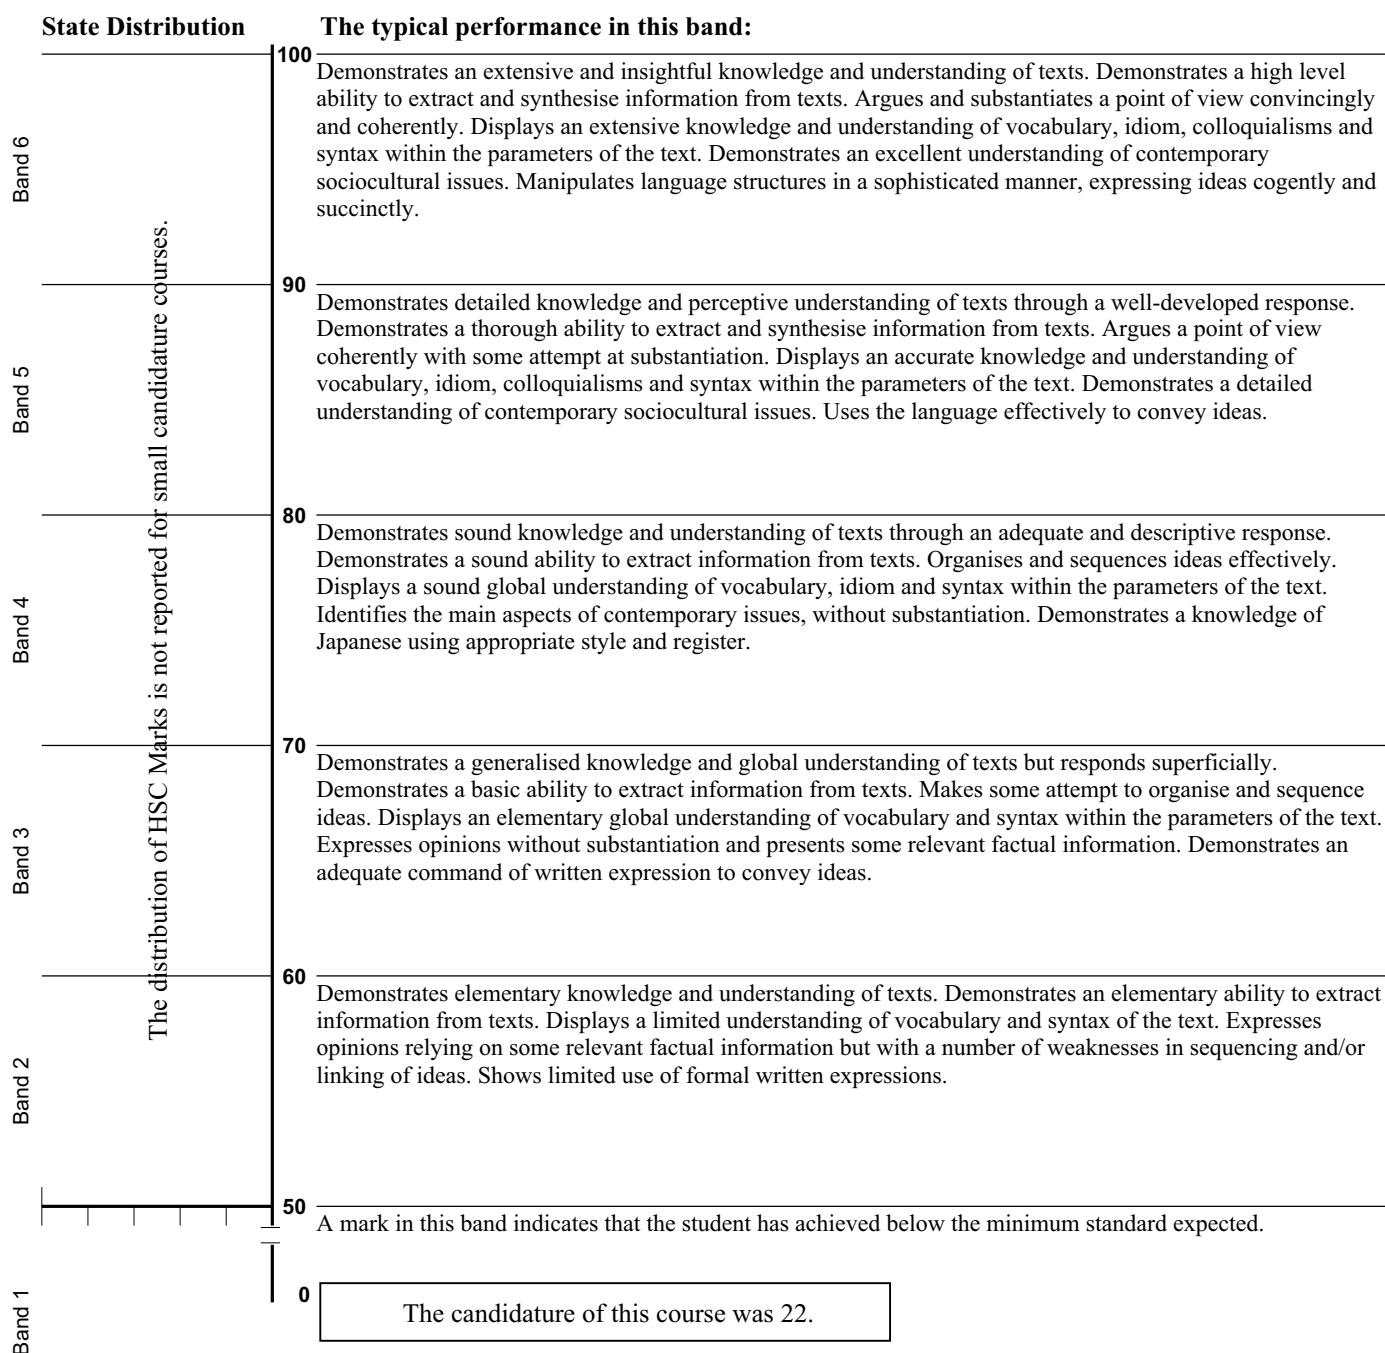 State Distribution
The typical performance in this band:
100
Demonstrates an extensive and insightful knowledge and understanding of texts. Demonstrates a high level
ability to extract and synthesise information from texts. Argues and substantiates a point of view convincingly
and coherently. Displays an extensive knowledge and understanding of vocabulary, idiom, colloquialisms and
syntax within the parameters of the text. Demonstrates an excellent understanding of contemporary
sociocultural issues. Manipulates language structures in a sophisticated manner, expressing ideas cogently and
succinctly.
Band 6
90
Demonstrates detailed knowledge and perceptive understanding of texts through a well-developed response.
Demonstrates a thorough ability to extract and synthesise information from texts. Argues a point of view
coherently with some attempt at substantiation. Displays an accurate knowledge and understanding of
vocabulary, idiom, colloquialisms and syntax within the parameters of the text. Demonstrates a detailed
understanding of contemporary sociocultural issues. Uses the language effectively to convey ideas.
Band 5
80
Demonstrates sound knowledge and understanding of texts through an adequate and descriptive response.
Demonstrates a sound ability to extract information from texts. Organises and sequences ideas effectively.
Displays a sound global understanding of vocabulary, idiom and syntax within the parameters of the text.
Identifies the main aspects of contemporary issues, without substantiation. Demonstrates a knowledge of
Japanese using appropriate style and register.
Band 4
The distribution of HSC Marks is not reported for small candidature courses.
70
Demonstrates a generalised knowledge and global understanding of texts but responds superficially.
Demonstrates a basic ability to extract information from texts. Makes some attempt to organise and sequence
ideas. Displays an elementary global understanding of vocabulary and syntax within the parameters of the text.
Expresses opinions without substantiation and presents some relevant factual information. Demonstrates an
adequate command of written expression to convey ideas.
Band 3
60
Demonstrates elementary knowledge and understanding of texts. Demonstrates an elementary ability to extract
information from texts. Displays a limited understanding of vocabulary and syntax of the text. Expresses
opinions relying on some relevant factual information but with a number of weaknesses in sequencing and/or
linking of ideas. Shows limited use of formal written expressions.
Band 2
50
A mark in this band indicates that the student has achieved below the minimum standard expected.
0
Band 1
The candidature of this course was 22.